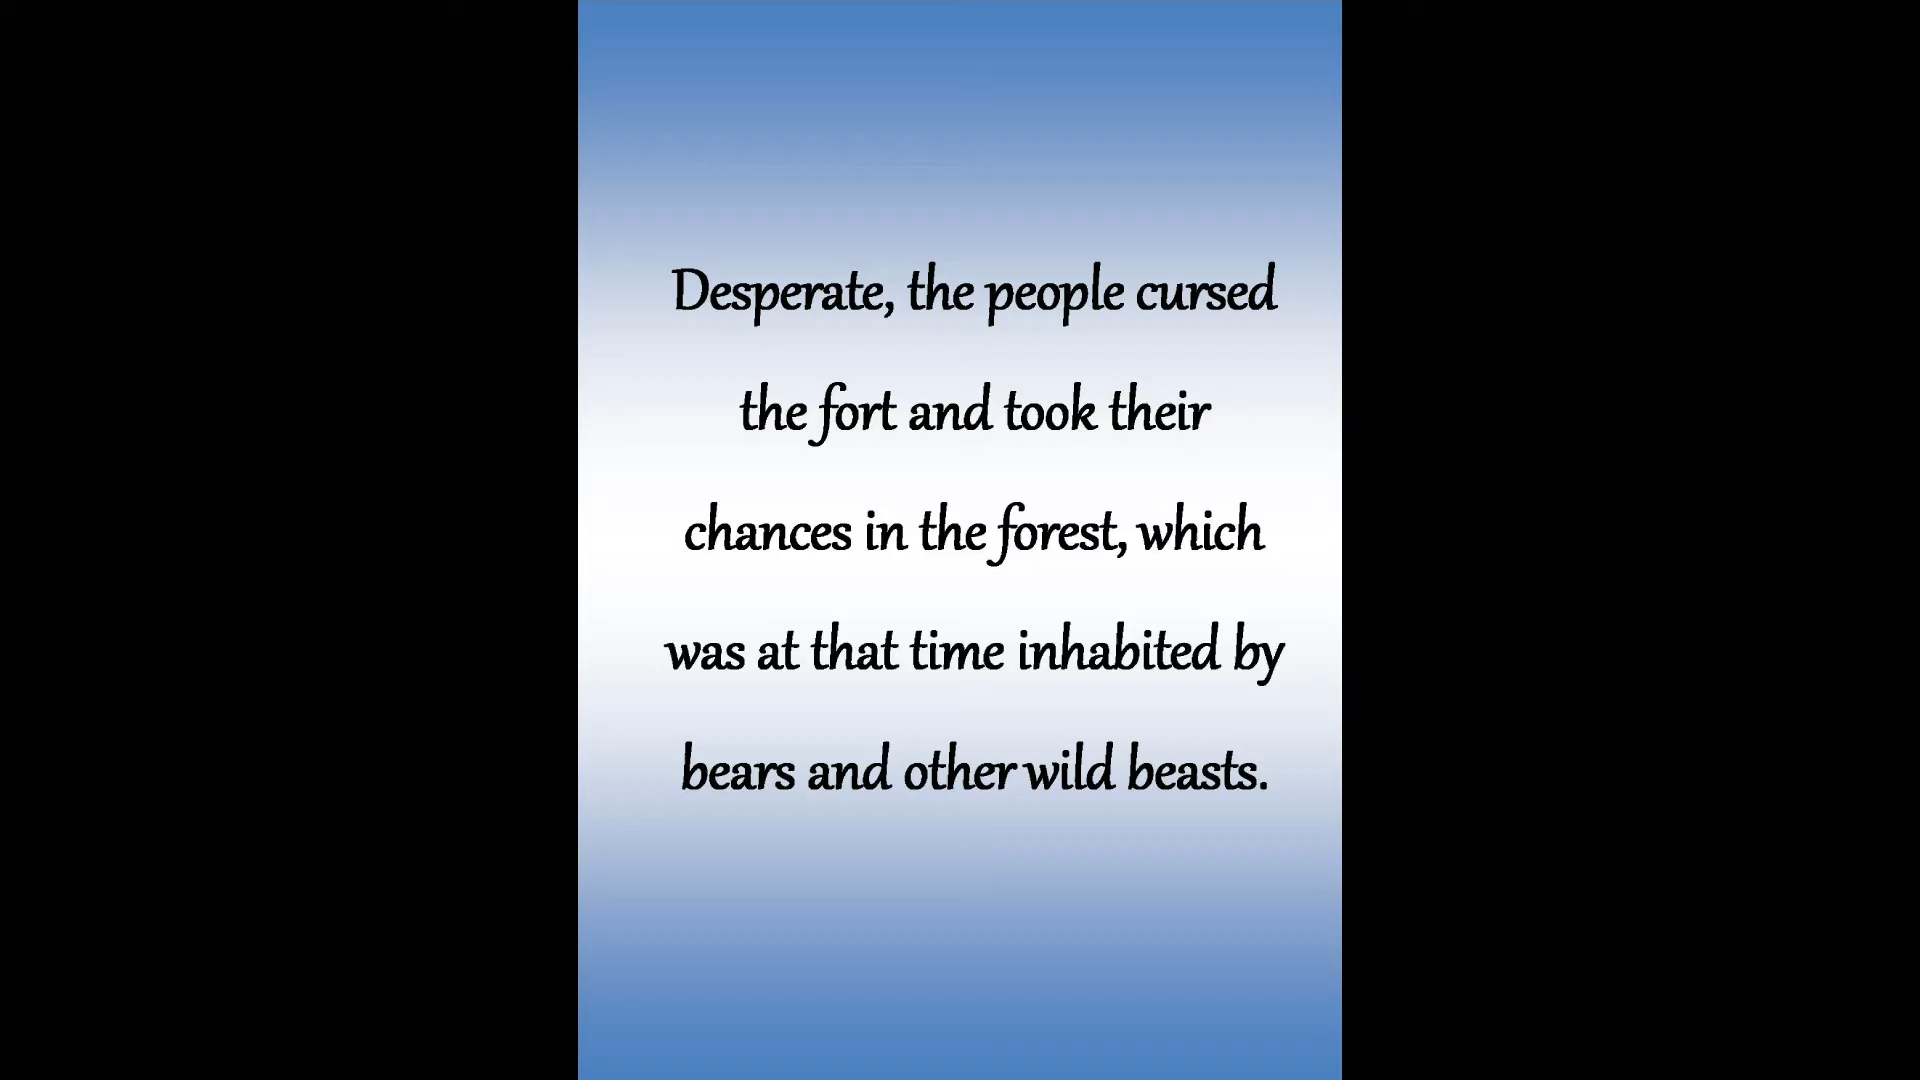 Desperate, the people cursed
the fort and took their
chances in the forest, which
was at that time inhabited by
bears and other wild beasts.